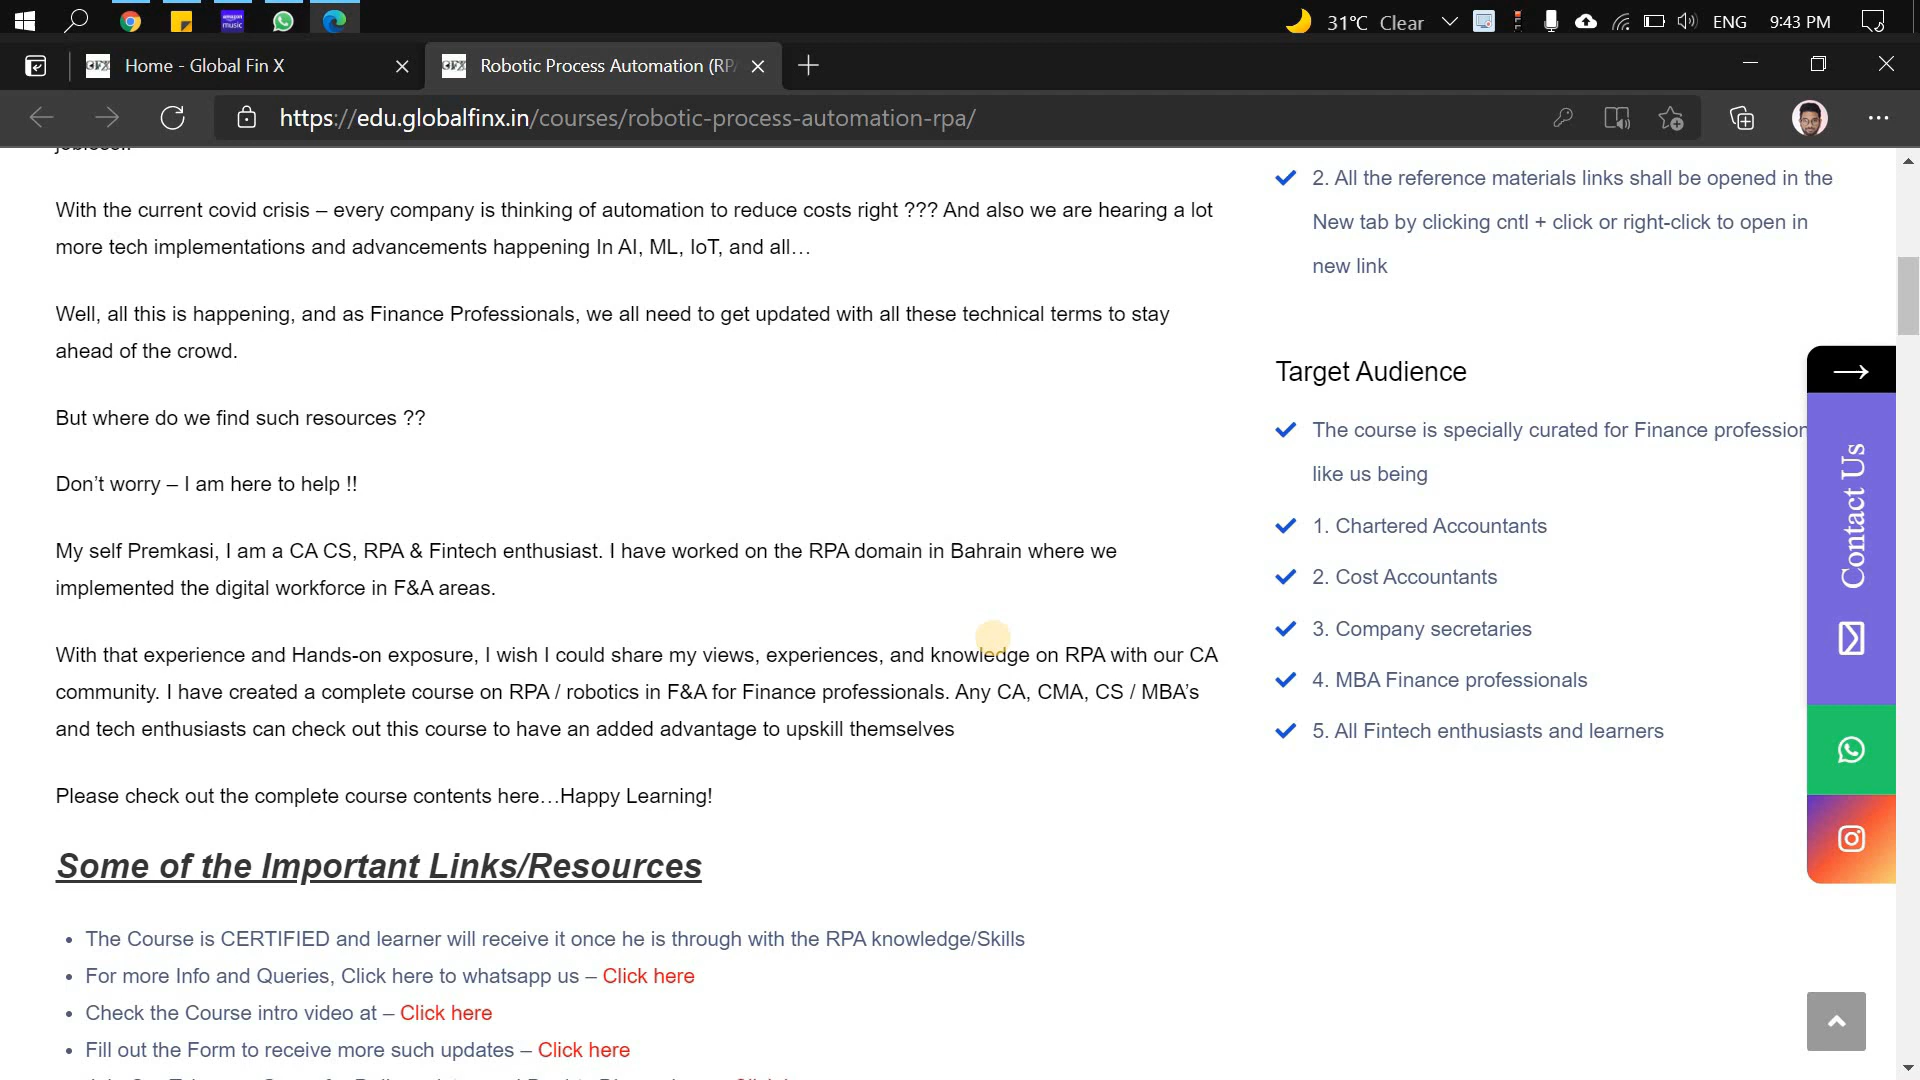 31°C Clear
ENG
9:43 PM
Home - Global Fin X
Robotic Process Automation (RP
https://edu.globalfinx.in/courses/robotic-process-automation-rpa/
With the current covid crisis – every company is thinking of automation to reduce costs right ??? And also we are hearing a lot
more tech implementations and advancements happening In AI, ML, IoT, and all…
Well, all this is happening, and as Finance Professionals, we all need to get updated with all these technical terms to stay
ahead of the crowd.
But where do we find such resources ??
Don’t worry – I am here to help !!
My self Premkasi, I am a CA CS, RPA & Fintech enthusiast. I have worked on the RPA domain in Bahrain where we
implemented the digital workforce in F&A areas.
With that experience and Hands-on exposure, I wish I could share my views, experiences, and knowledge on RPA with our CA
community. I have created a complete course on RPA / robotics in F&A for Finance professionals. Any CA, CMA, CS / MBA’s
and tech enthusiasts can check out this course to have an added advantage to upskill themselves
Please check out the complete course contents here…Happy Learning!
Some of the Important Links/Resources
• The Course is CERTIFIED and learner will receive it once he is through with the RPA knowledge/Skills
• For more Info and Queries, Click here to whatsapp us – Click here
• Check the Course intro video at – Click here
• Fill out the Form to receive more such updates – Click here
2. All the reference materials links shall be opened in the
New tab by clicking cntl + click or right-click to open in
new link
Target Audience
The course is specially curated for Finance profession
like us being
1. Chartered Accountants
2. Cost Accountants
3. Company secretaries
4. MBA Finance professionals
5. All Fintech enthusiasts and learners
Contact Us